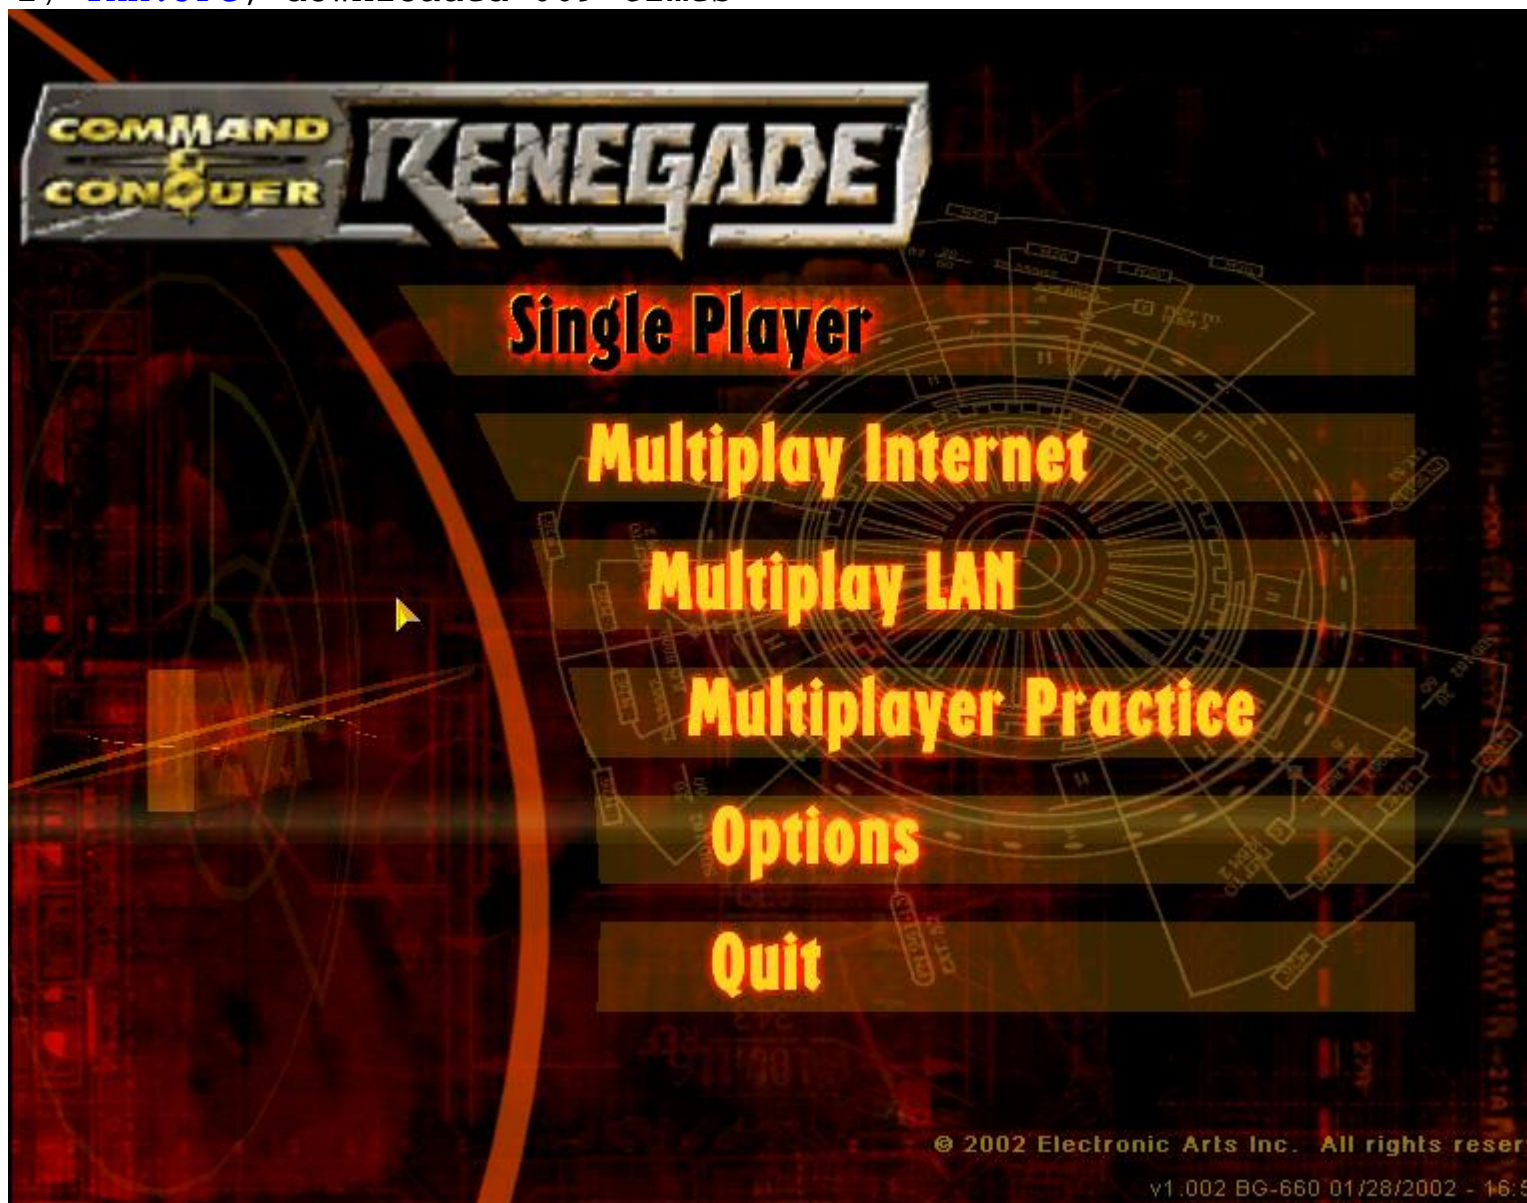 COMMAND
&
CONQUER
RENEGADE
Single Player
Multiplay Internet
Multiplay LAN
Multiplayer Practice
Options
Quit
© 2002 Electronic Arts Inc. All rights reser
v1.002 BG-660 01/28/2002 - 16:5